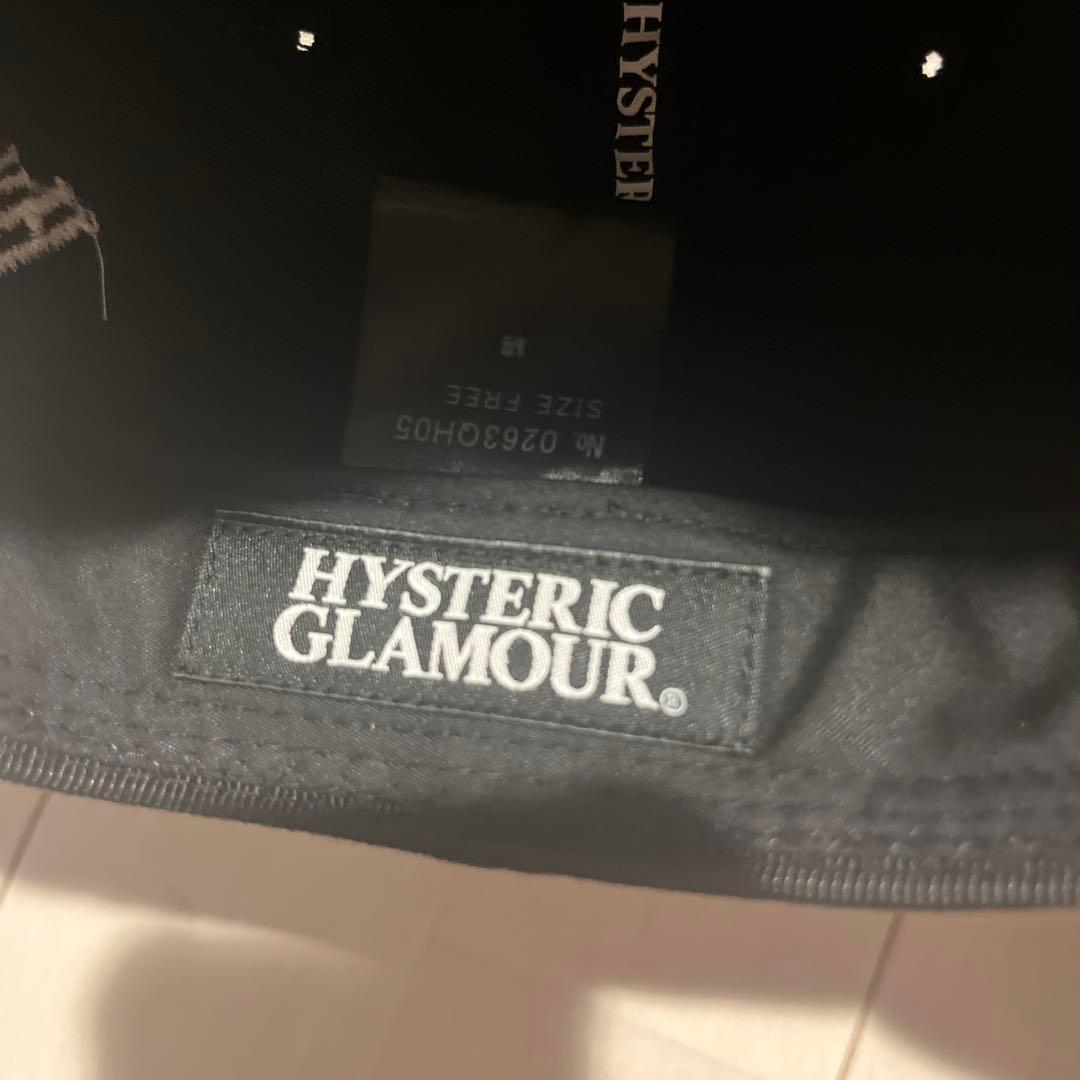 HYSTER
No. 0263QH05
SIZE FREE
HYSTERIC
GLAMOUR®